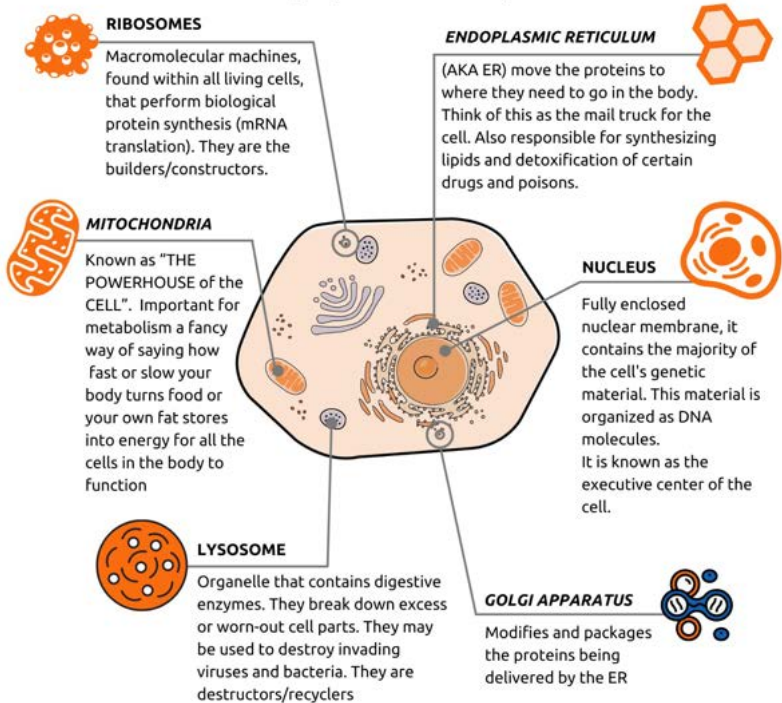 RIBOSOMES
Macromolecular machines,
found within all living cells,
that perform biological
protein synthesis (mRNA
translation). They are the
builders/constructors.
ENDOPLASMIC RETICULUM
(AKA ER) move the proteins to
where they need to go in the body.
Think of this as the mail truck for the
cell. Also responsible for synthesizing
lipids and detoxification of certain
drugs and poisons.
MITOCHONDRIA
Known as “THE
POWERHOUSE of the
CELL”. Important for
metabolism a fancy
way of saying how
fast or slow your
body turns food or
your own fat stores
into energy for all the
cells in the body to
function
NUCLEUS
Fully enclosed
nuclear membrane, it
contains the majority of
the cell's genetic
material. This material is
organized as DNA
molecules.
It is known as the
executive center of the
cell.
LYSOSOME
Organelle that contains digestive
enzymes. They break down excess
or worn-out cell parts. They may
be used to destroy invading
viruses and bacteria. They are
destructors/recyclers
GOLGI APPARATUS
Modifies and packages
the proteins being
delivered by the ER